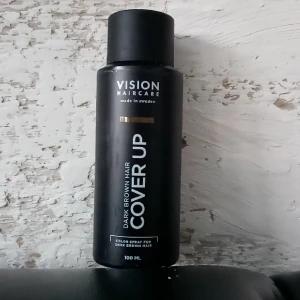 VISION
HAIRCARE
made in sweden
DARK BROWN HAIR
COVER UP
COLOR SPRAY FOR
DARK BROWN HAIR
100 ML